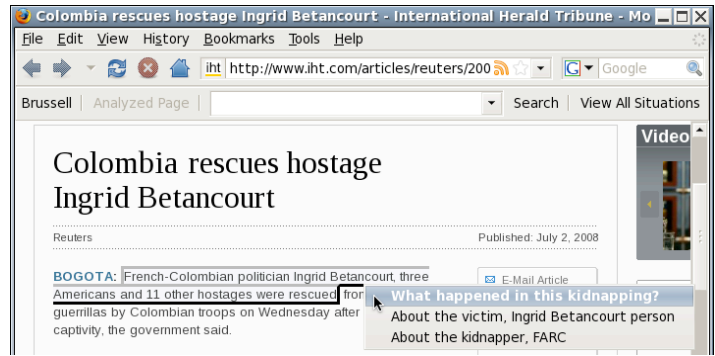 Colombia rescues hostage Ingrid Betancourt - International Herald Tribune - Mo
File Edit View History Bookmarks Tools Help
iht http://www.iht.com/articles/reuters/200 G Google
Brussell Analyzed Page Search View All Situations
Colombia rescues hostage
Ingrid Betancourt
Video
Reuters Published: July 2, 2008
BOGOTA: French-Colombian politician Ingrid Betancourt, three
Americans and 11 other hostages were rescued
guerrillas by Colombian troops on Wednesday after
captivity, the government said.
E-Mail Article
What happened in this kidnapping?
About the victim, Ingrid Betancourt person
About the kidnapper, FARC